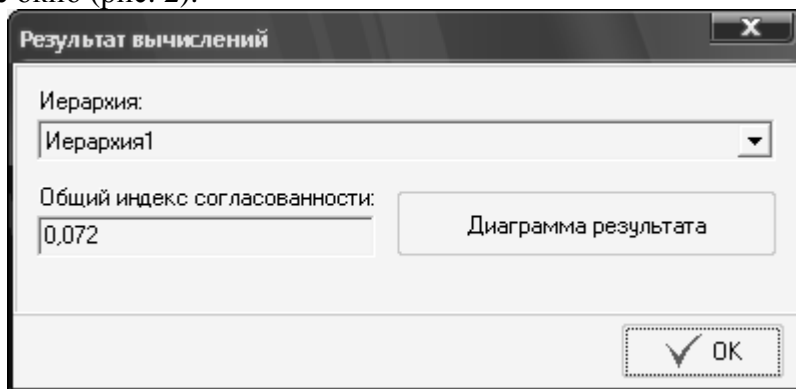 окно (рис. 2).
Результат вычислений
Иерархия:
Иерархия1
Общий индекс согласованности:
0,072
Диаграмма результата
OK